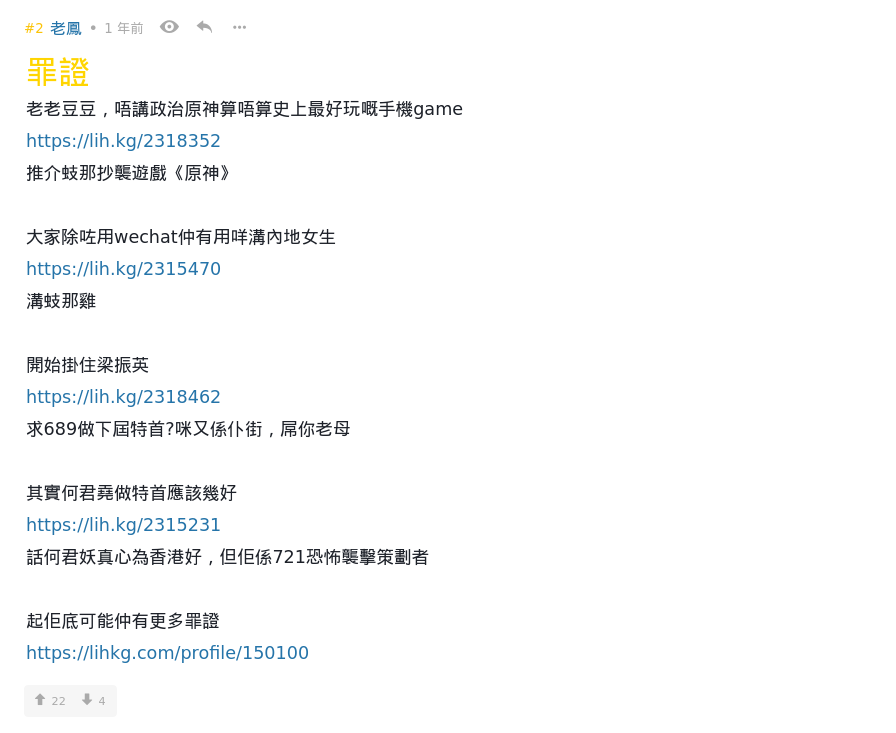 #2 老鳳 • 1 年前
罪證
老老豆豆，唔講政治原神算唔算史上最好玩嘅手機game
https://lih.kg/2318352
推介蚑那抄襲遊戲《原神》
大家除咗用wechat仲有用咩溝內地女生
https://lih.kg/2315470
溝蚑那雞
開始掛住梁振英
https://lih.kg/2318462
求689做下屆特首?咪又係仆街，屌你老母
其實何君堯做特首應該幾好
https://lih.kg/2315231
話何君妖真心為香港好，但佢係721恐怖襲擊策劃者
起佢底可能仲有更多罪證
https://lihkg.com/profile/150100
22 4